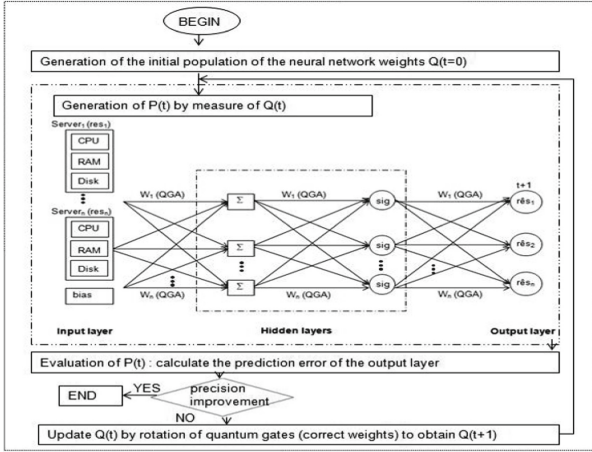 BEGIN
Generation of the initial population of the neural network weights Q(t=0)
Generation of P(t) by measure of Q(t)
Server₁ (res₁)
CPU
RAM
Disk
Serverₙ (resₙ)
CPU
RAM
Disk
bias
W₁ (QGA)
Wₙ (QGA)
Σ
Σ
Σ
W₁ (QGA)
Wₙ (QGA)
sig
sig
sig
W₁ (QGA)
Wₙ (QGA)
t+1
rês₁
rês₂
rêsₙ
Input layer
Hidden layers
Output layer
Evaluation of P(t) : calculate the prediction error of the output layer
END
YES
precision
improvement
NO
Update Q(t) by rotation of quantum gates (correct weights) to obtain Q(t+1)